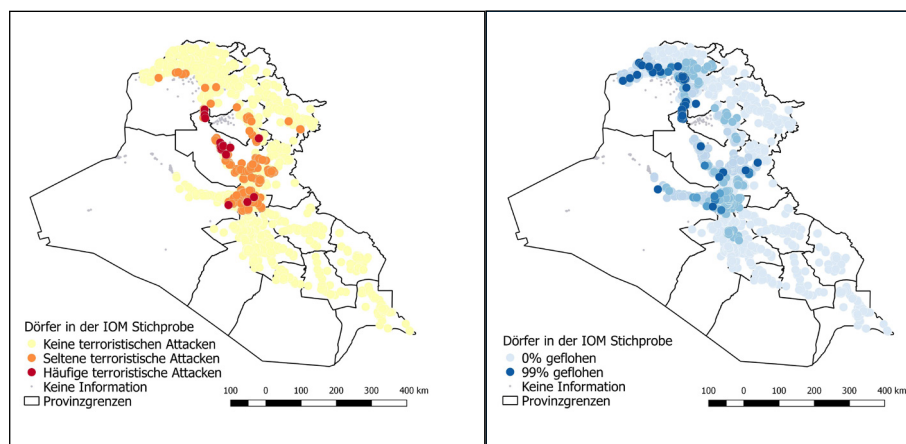 Dörfer in der IOM Stichprobe
Keine terroristischen Attacken
Seltene terroristische Attacken
Häufige terroristische Attacken
Keine Information
Provinzgrenzen
100 0 100 200 300 400 km
Dörfer in der IOM Stichprobe
0% geflohen
99% geflohen
Keine Information
Provinzgrenzen
100 0 100 200 300 400 km